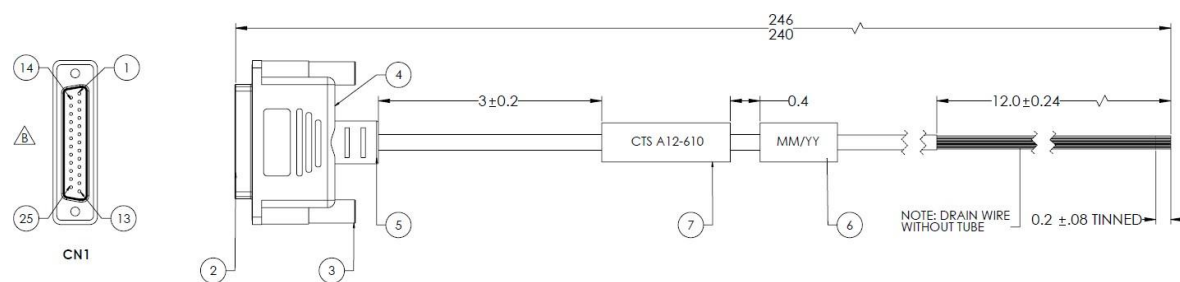 246
240
14
1
4
3±0.2
0.4
12.0±0.24
B
CTS A12-610
MM/YY
25
13
5
7
6
NOTE: DRAIN WIRE
WITHOUT TUBE
0.2 ±.08 TINNED
CN1
2
3